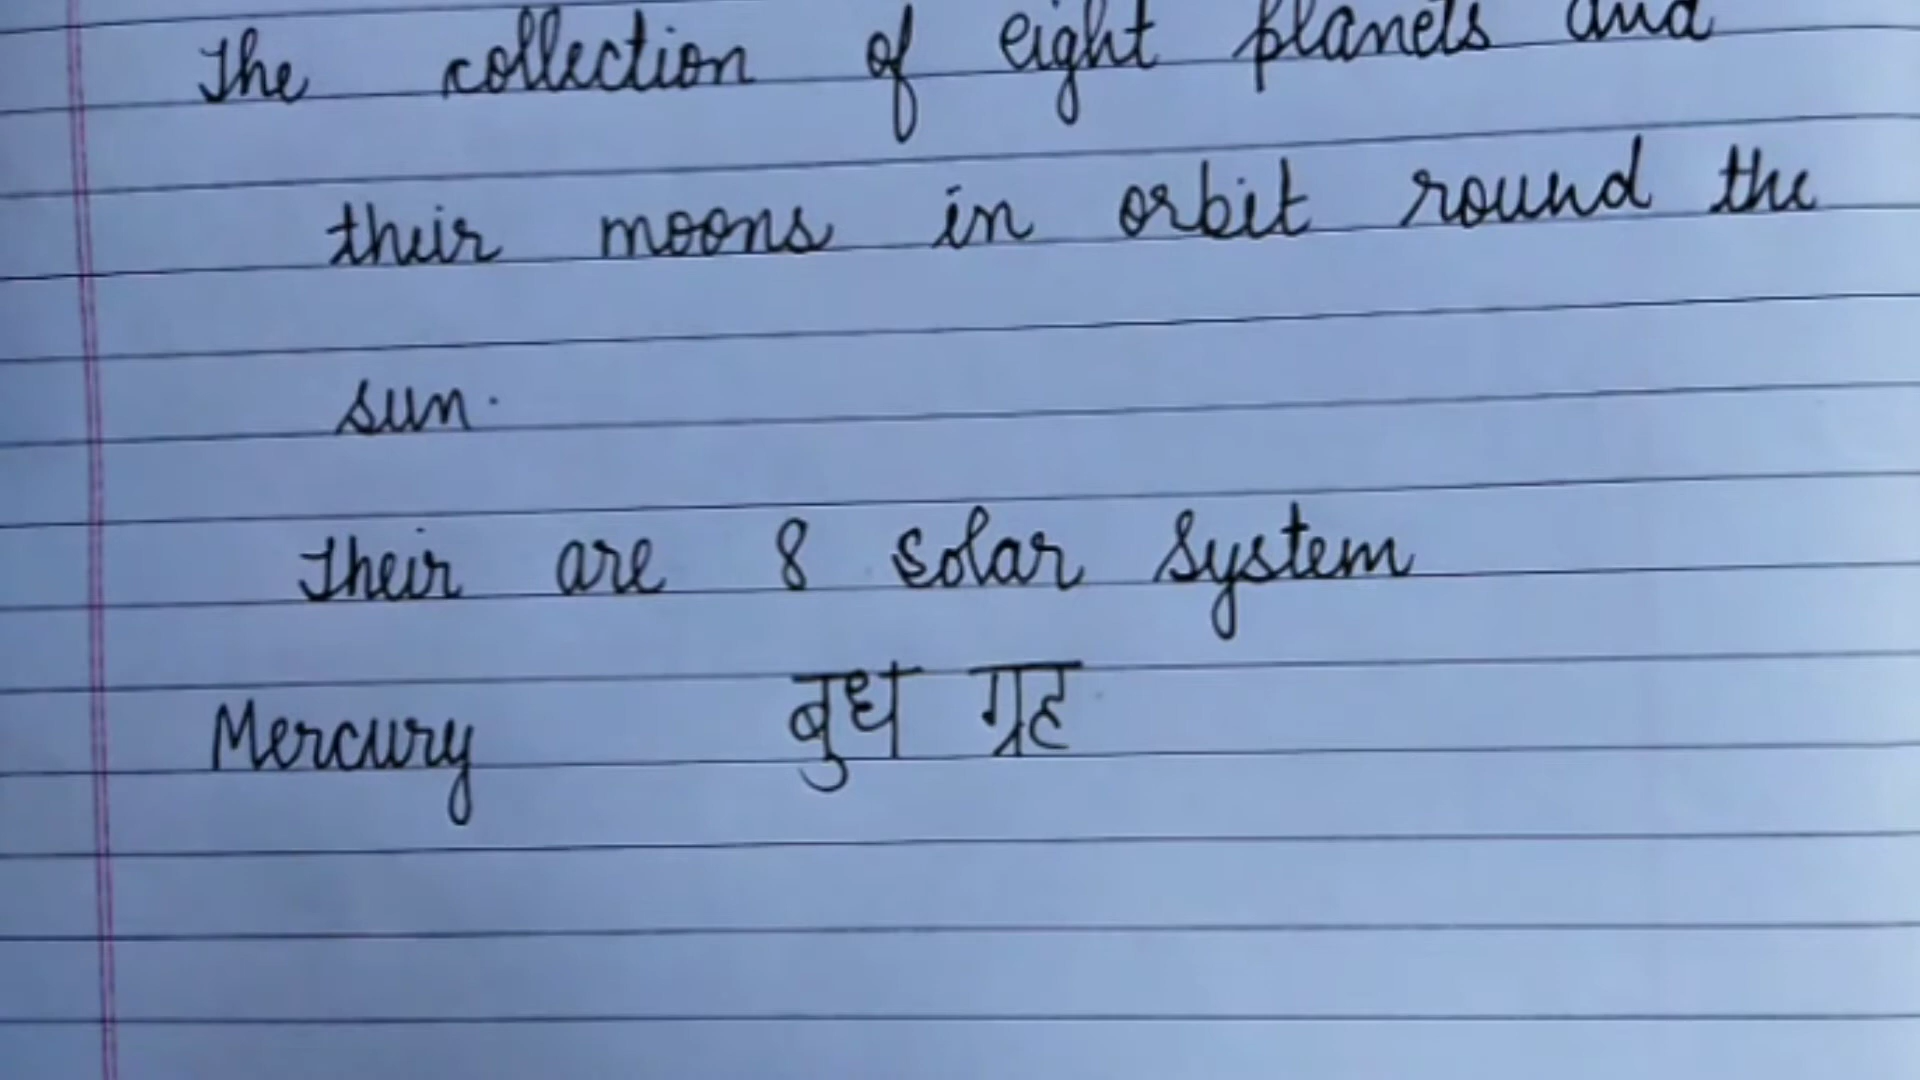 The collection of eight planets and
their moons in orbit round the
sun.
Their are 8 solar system
Mercury बुध ग्रह